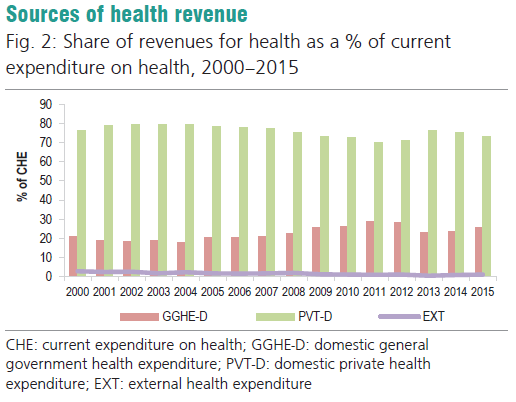 Sources of health revenue
Fig. 2: Share of revenues for health as a % of current
expenditure on health, 2000–2015
90
80
70
60
50
40
30
20
10
0
% of CHE
2000 2001 2002 2003 2004 2005 2006 2007 2008 2009 2010 2011 2012 2013 2014 2015
GGHE-D PVT-D EXT
CHE: current expenditure on health; GGHE-D: domestic general
government health expenditure; PVT-D: domestic private health
expenditure; EXT: external health expenditure